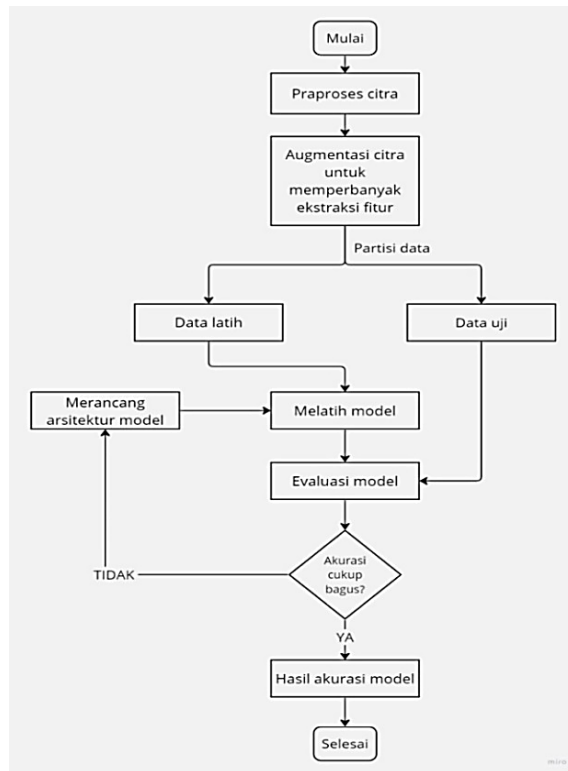 Mulai
Praproses citra
Augmentasi citra
untuk
memperbanyak
ekstraksi fitur
Partisi data
Data latih
Data uji
Merancang
arsitektur model
Melatih model
Evaluasi model
Akurasi
cukup
bagus?
TIDAK
YA
Hasil akurasi model
Selesai
miro